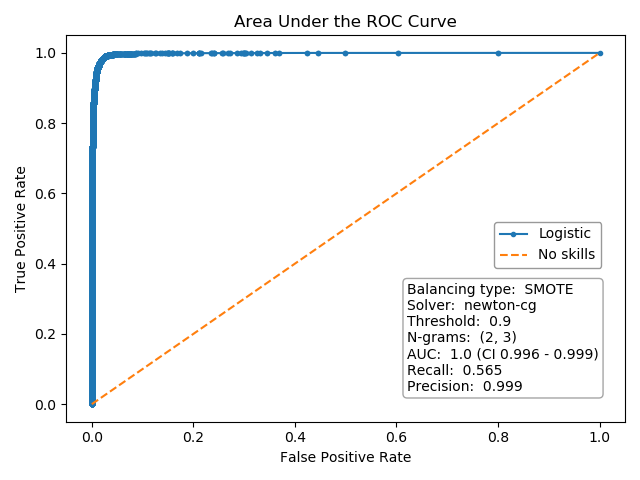 Area Under the ROC Curve
True Positive Rate
1.0
0.8
0.6
0.4
0.2
0.0
Logistic
No skills
Balancing type:  SMOTE
Solver:  newton-cg
Threshold:  0.9
N-grams:  (2, 3)
AUC:  1.0 (CI 0.996 - 0.999)
Recall:  0.565
Precision:  0.999
0.0 0.2 0.4 0.6 0.8 1.0
False Positive Rate